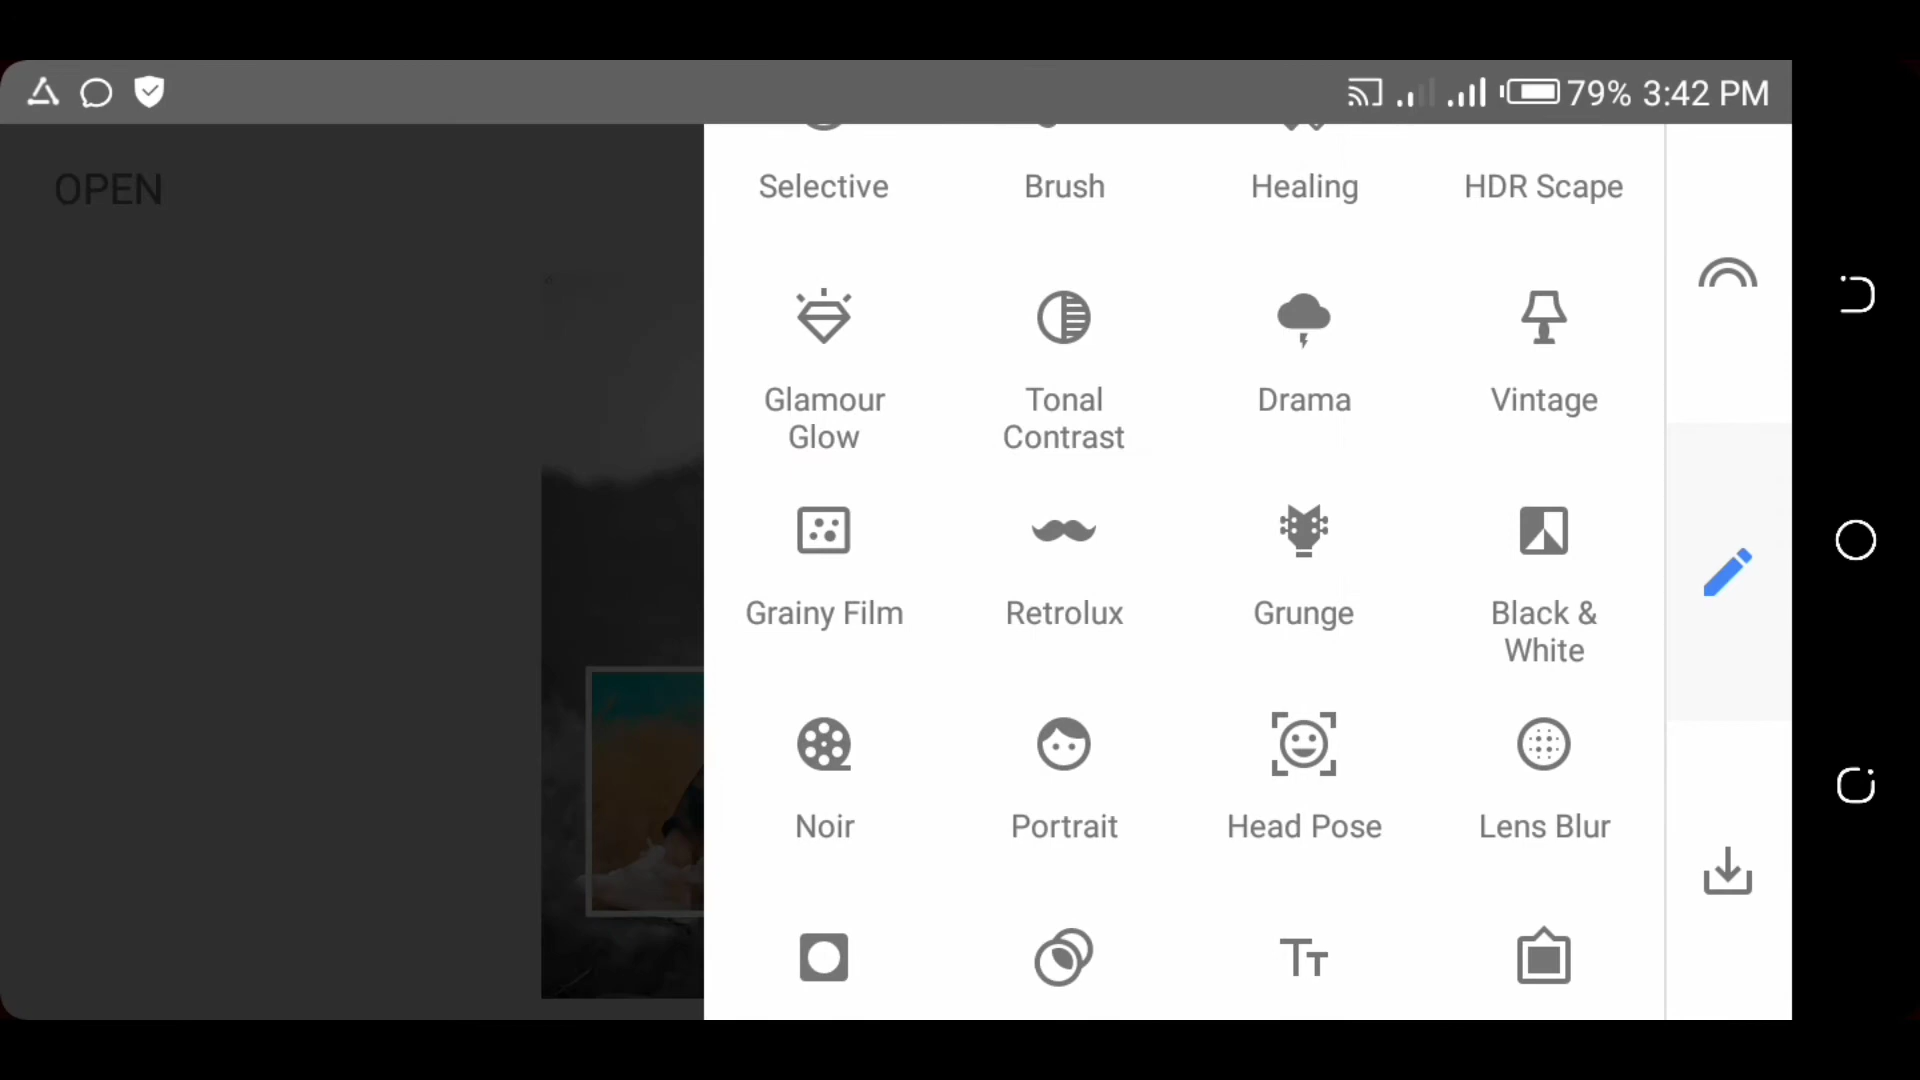 79% 3:42 PM
OPEN
Selective
Brush
Healing
HDR Scape
Glamour
Glow
Tonal
Contrast
Drama
Vintage
Grainy Film
Retrolux
Grunge
Black &
White
Noir
Portrait
Head Pose
Lens Blur
TT